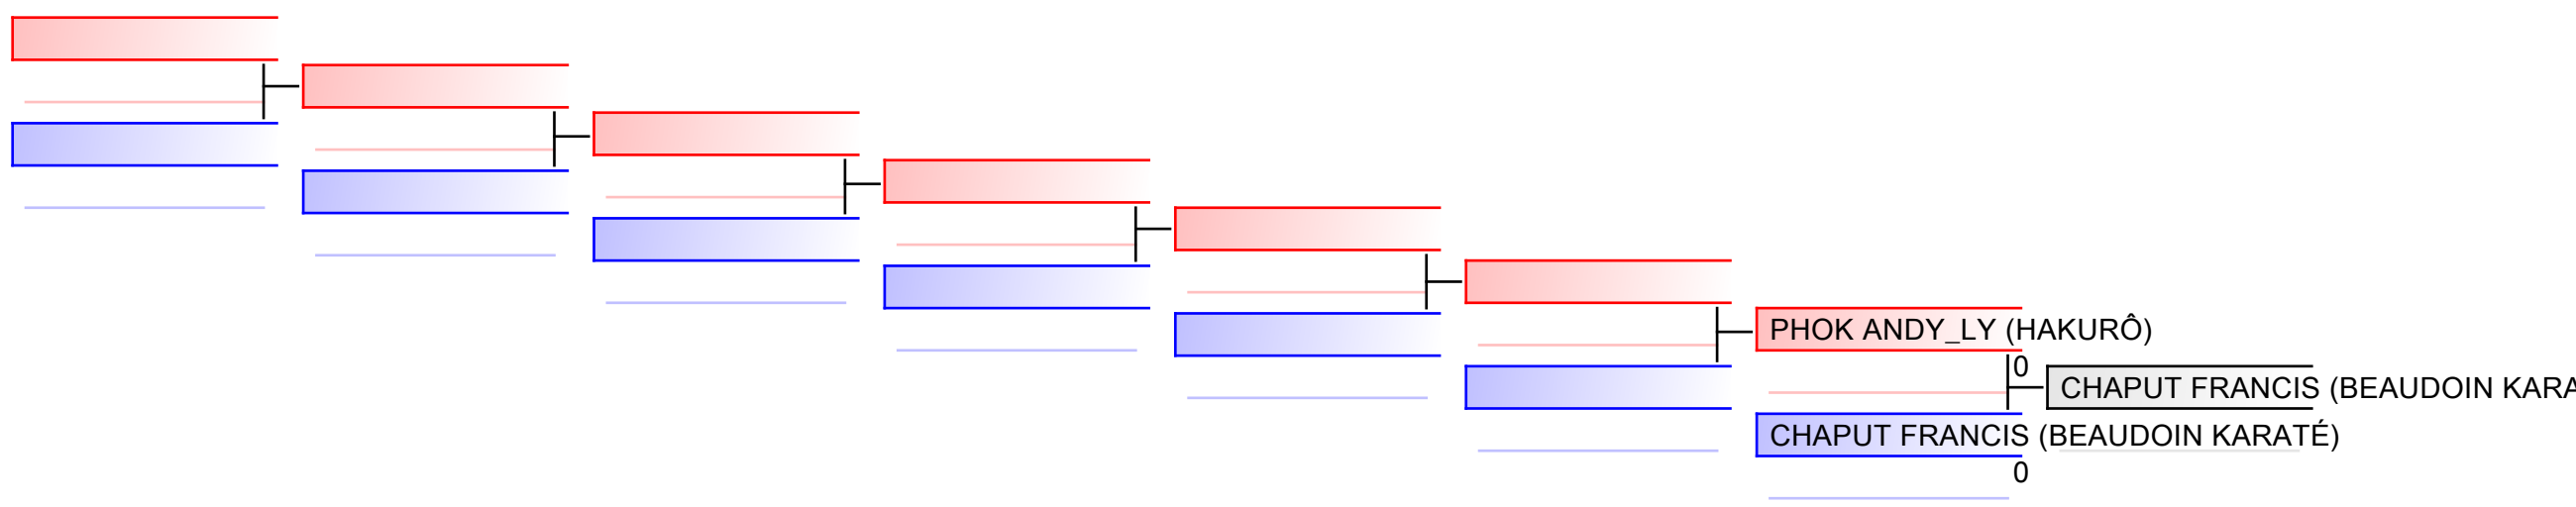 PHOK ANDY_LY (HAKURÔ)
0
CHAPUT FRANCIS (BEAUDOIN KARA
CHAPUT FRANCIS (BEAUDOIN KARATÉ)
0